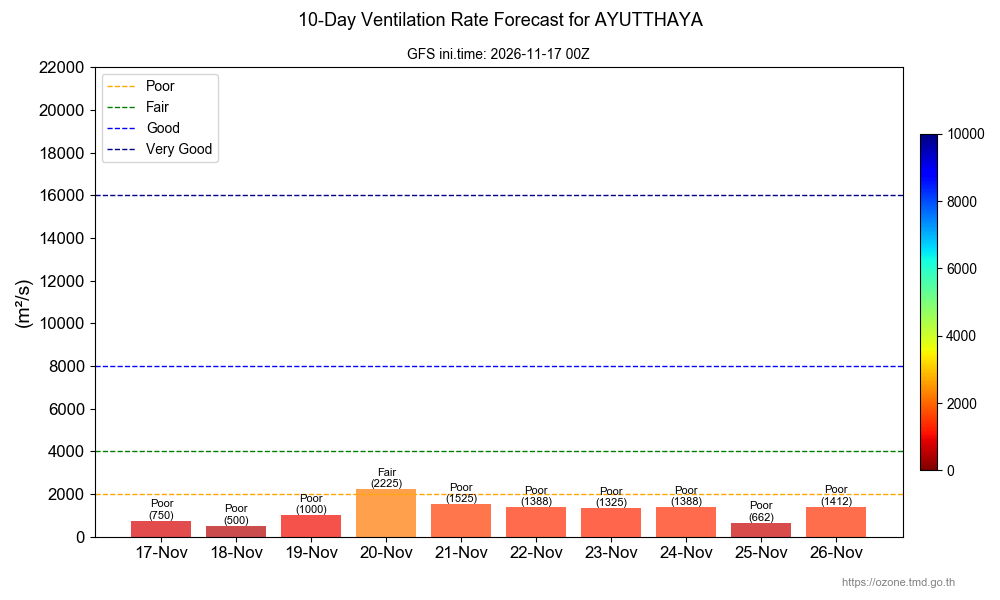 10-Day Ventilation Rate Forecast for AYUTTHAYA
GFS ini.time: 2026-11-17 00Z
(m²/s)
22000
20000
18000
16000
14000
12000
10000
8000
6000
4000
2000
0
Poor
Fair
Good
Very Good
Poor
(750)
Poor
(500)
Poor
(1000)
Fair
(2225)
Poor
(1525)
Poor
(1388)
Poor
(1325)
Poor
(1388)
Poor
(662)
Poor
(1412)
17-Nov 18-Nov 19-Nov 20-Nov 21-Nov 22-Nov 23-Nov 24-Nov 25-Nov 26-Nov
10000
8000
6000
4000
2000
0
https://ozone.tmd.go.th